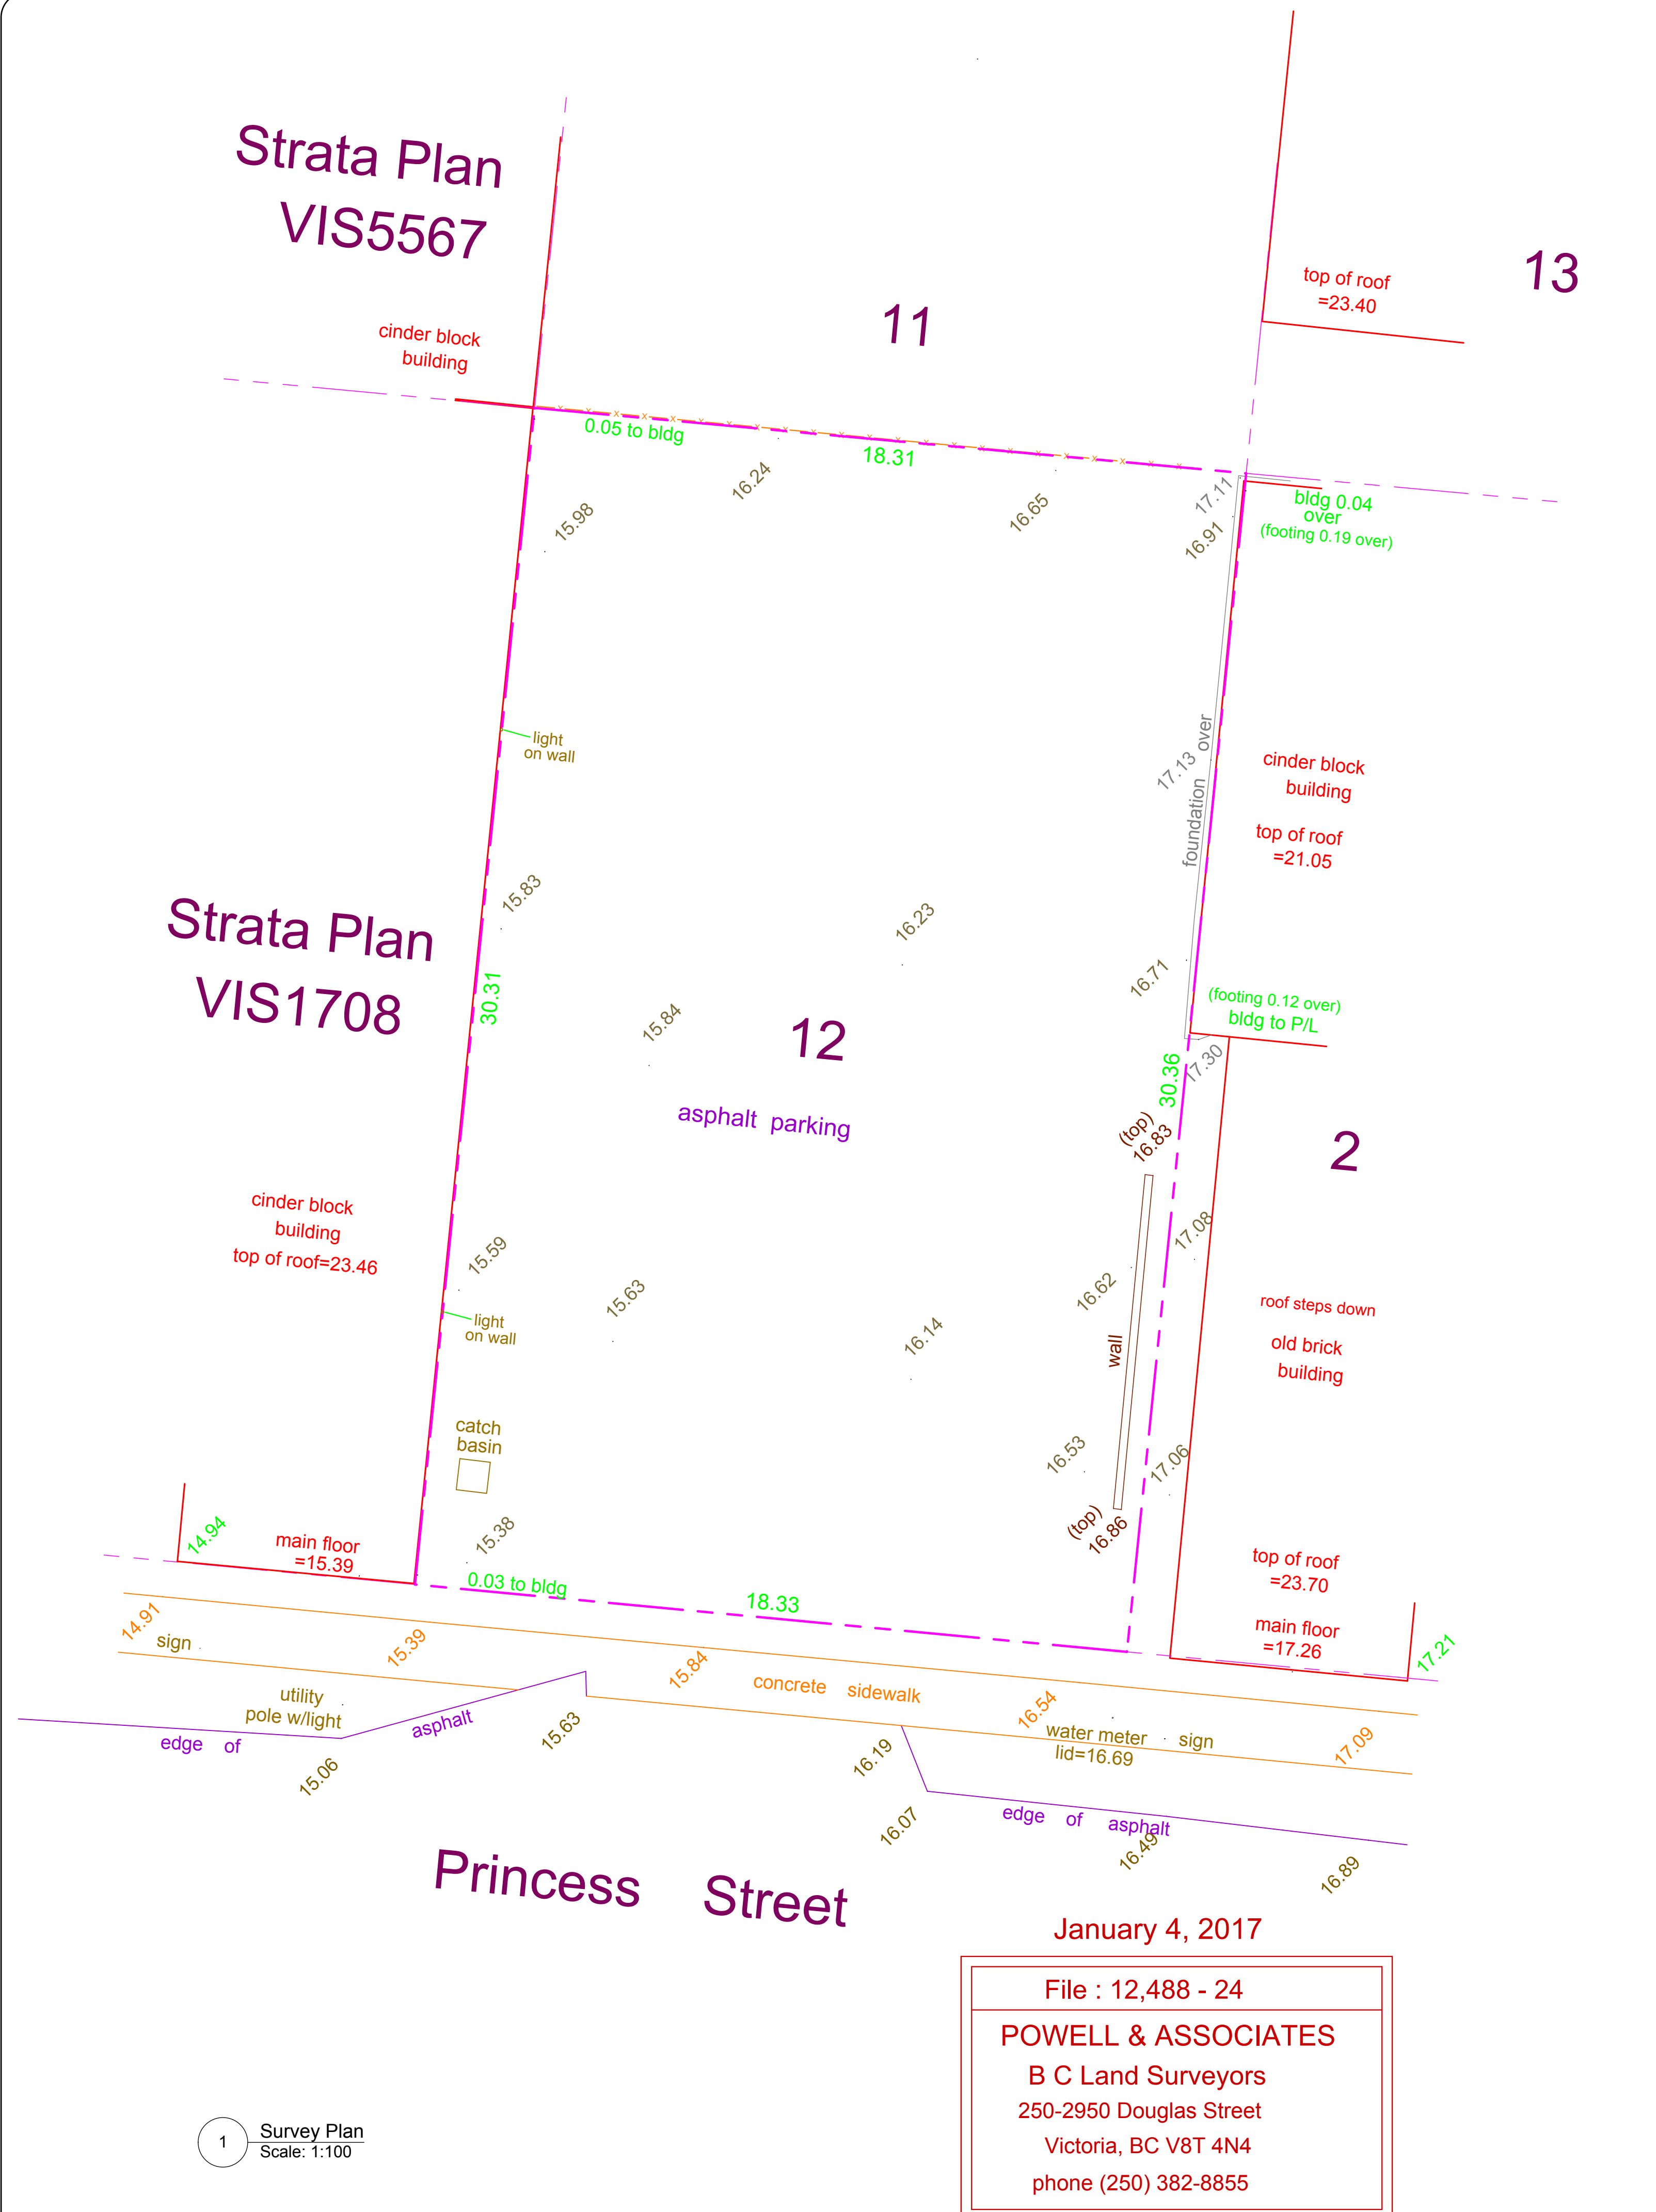 Strata Plan
VIS5567
11
13
top of roof
=23.40
cinder block
building
0.05 to bldg
18.31
15.98
16.24
16.65
17.11
16.91
bldg 0.04
over
(footing 0.19 over)
light
on wall
17.13
foundation over
cinder block
building
top of roof
=21.05
Strata Plan
VIS1708
30.31
15.83
16.23
15.84
12
16.71
(footing 0.12 over)
bldg to P/L
17.30
30.36
asphalt parking
(top)
16.83
2
cinder block
building
top of roof=23.46
15.59
15.63
16.14
16.62
17.08
wall
light
on wall
roof steps down
old brick
building
catch
basin
16.53
17.06
(top)
16.86
15.38
14.94
main floor
=15.39
0.03 to bldg
18.33
top of roof
=23.70
main floor
=17.26
17.21
14.91
sign
15.39
15.84
concrete sidewalk
16.54
water meter
lid=16.69
sign
17.09
utility
pole w/light
edge of asphalt
15.06
15.63
16.19
16.07
edge of asphalt
16.49
16.89
Princess Street
January 4, 2017
File : 12,488 - 24
POWELL & ASSOCIATES
B C Land Surveyors
250-2950 Douglas Street
Victoria, BC V8T 4N4
phone (250) 382-8855
1
Survey Plan
Scale: 1:100